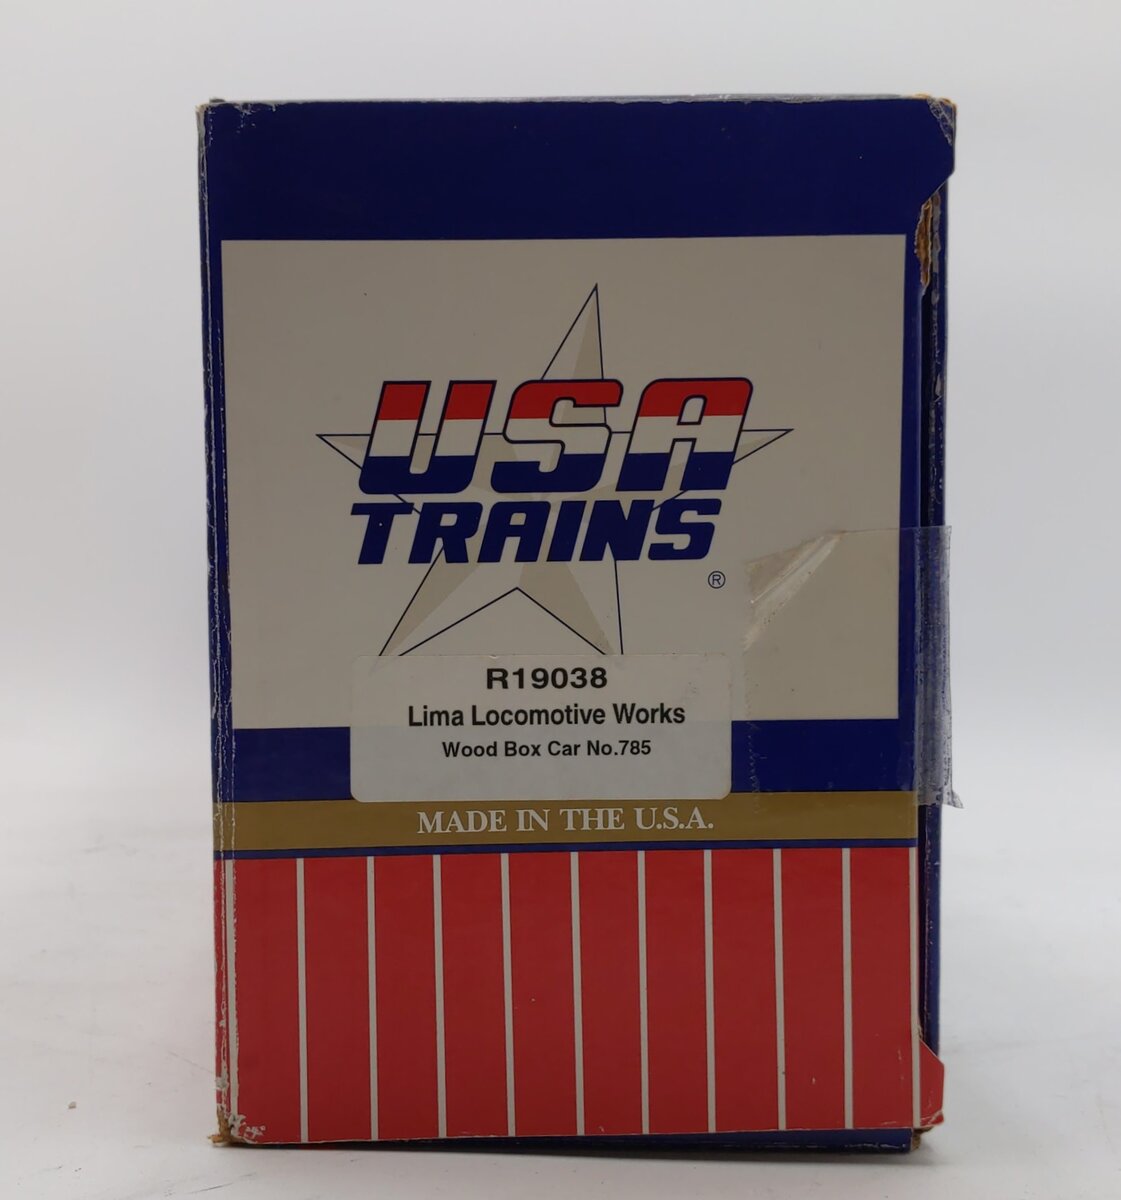 USA
TRAINS
®
R19038
Lima Locomotive Works
Wood Box Car No.785
MADE IN THE U.S.A.